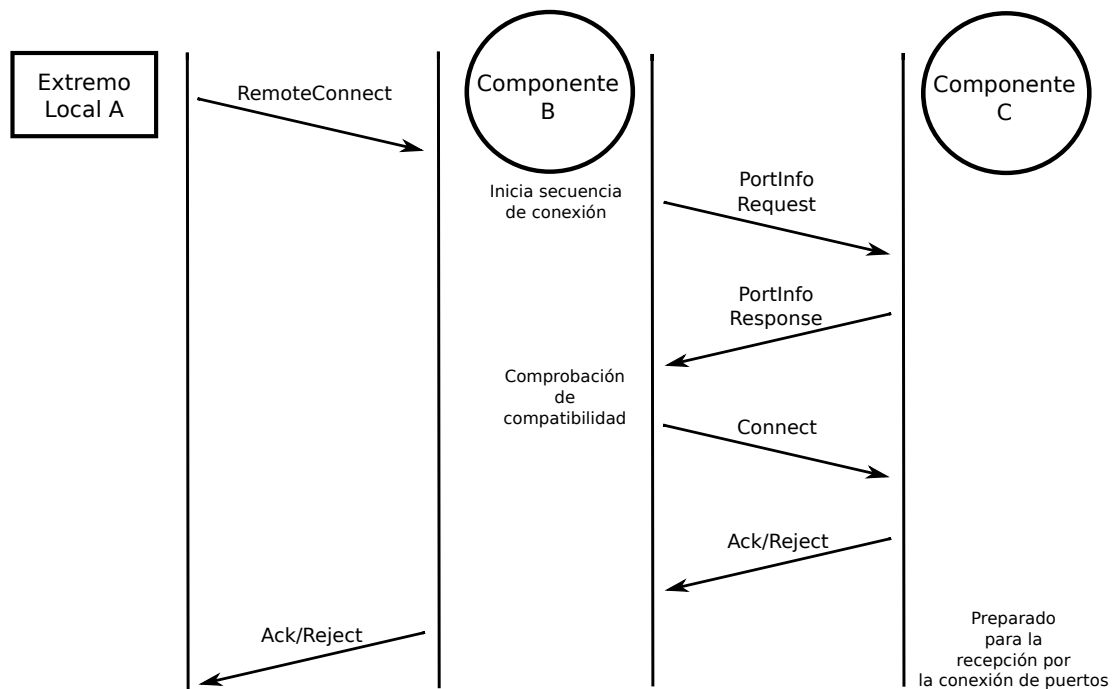 Extremo
Local A
RemoteConnect
Componente
B
Componente
C
Inicia secuencia
de conexión
PortInfo
Request
PortInfo
Response
Comprobación
de
compatibilidad
Connect
Ack/Reject
Ack/Reject
Preparado
para la
recepción por
la conexión de puertos